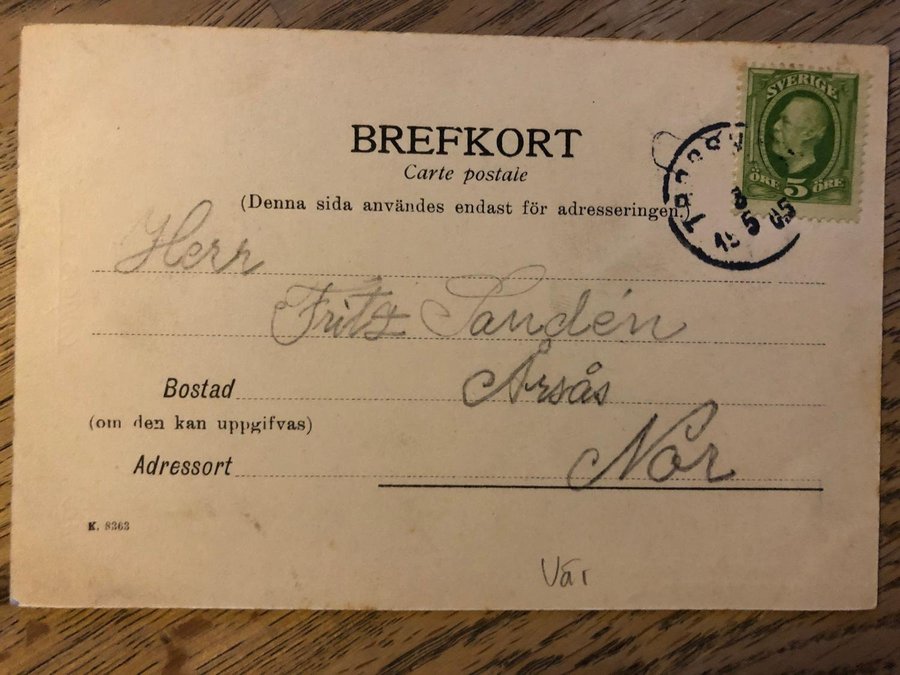 SVERIGE
ÖRE 5 ÖRE
BREFKORT
Carte postale
(Denna sida användes endast för adresseringen.)
Herr
Fritz Sandén
Bostad Årsås
(om den kan uppgifvas)
Adressort Nor
K. 8363
Vår